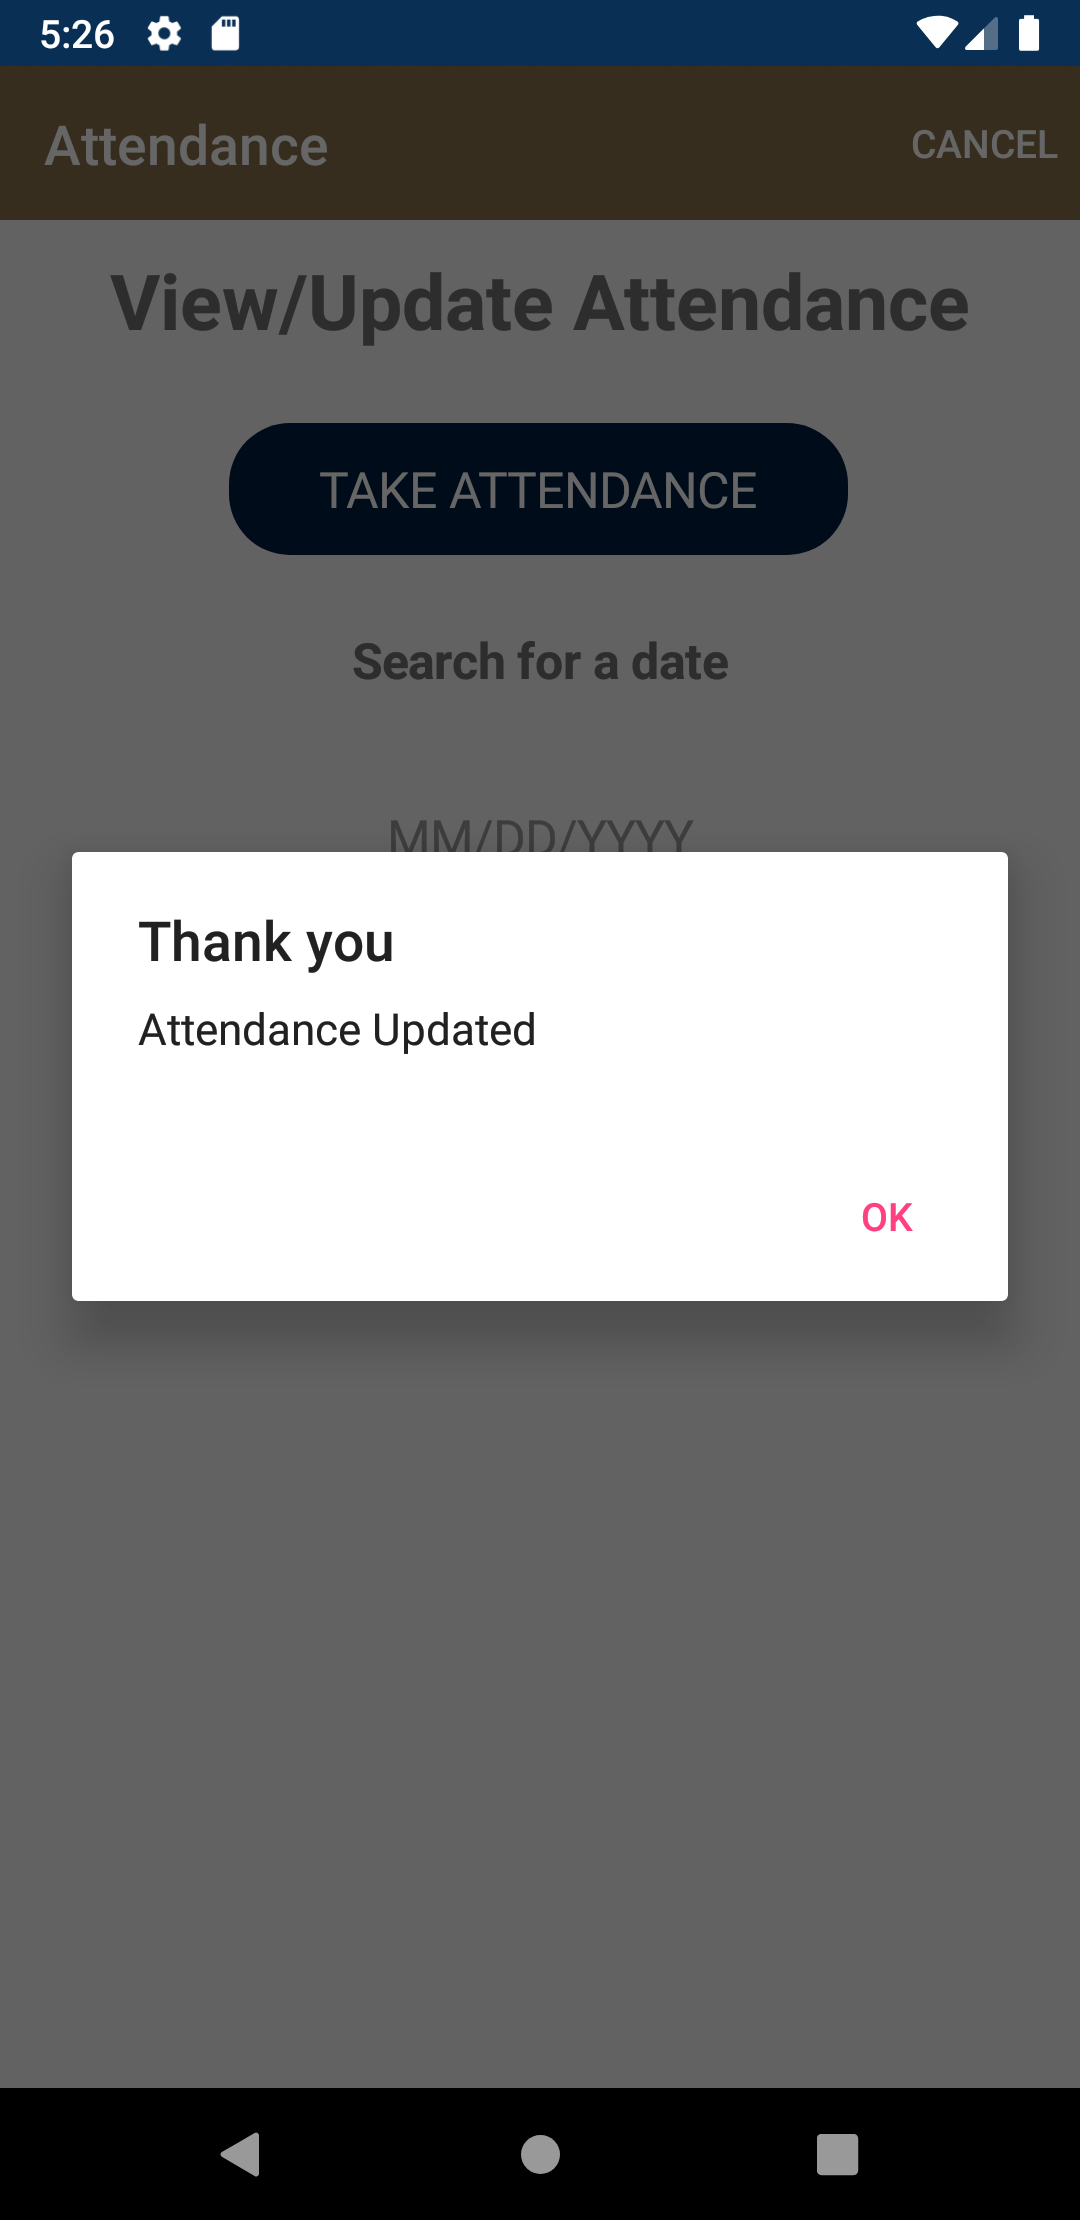 5:26
Attendance
CANCEL
View/Update Attendance
TAKE ATTENDANCE
Search for a date
MM/DD/YYYY
Thank you
Attendance Updated
OK